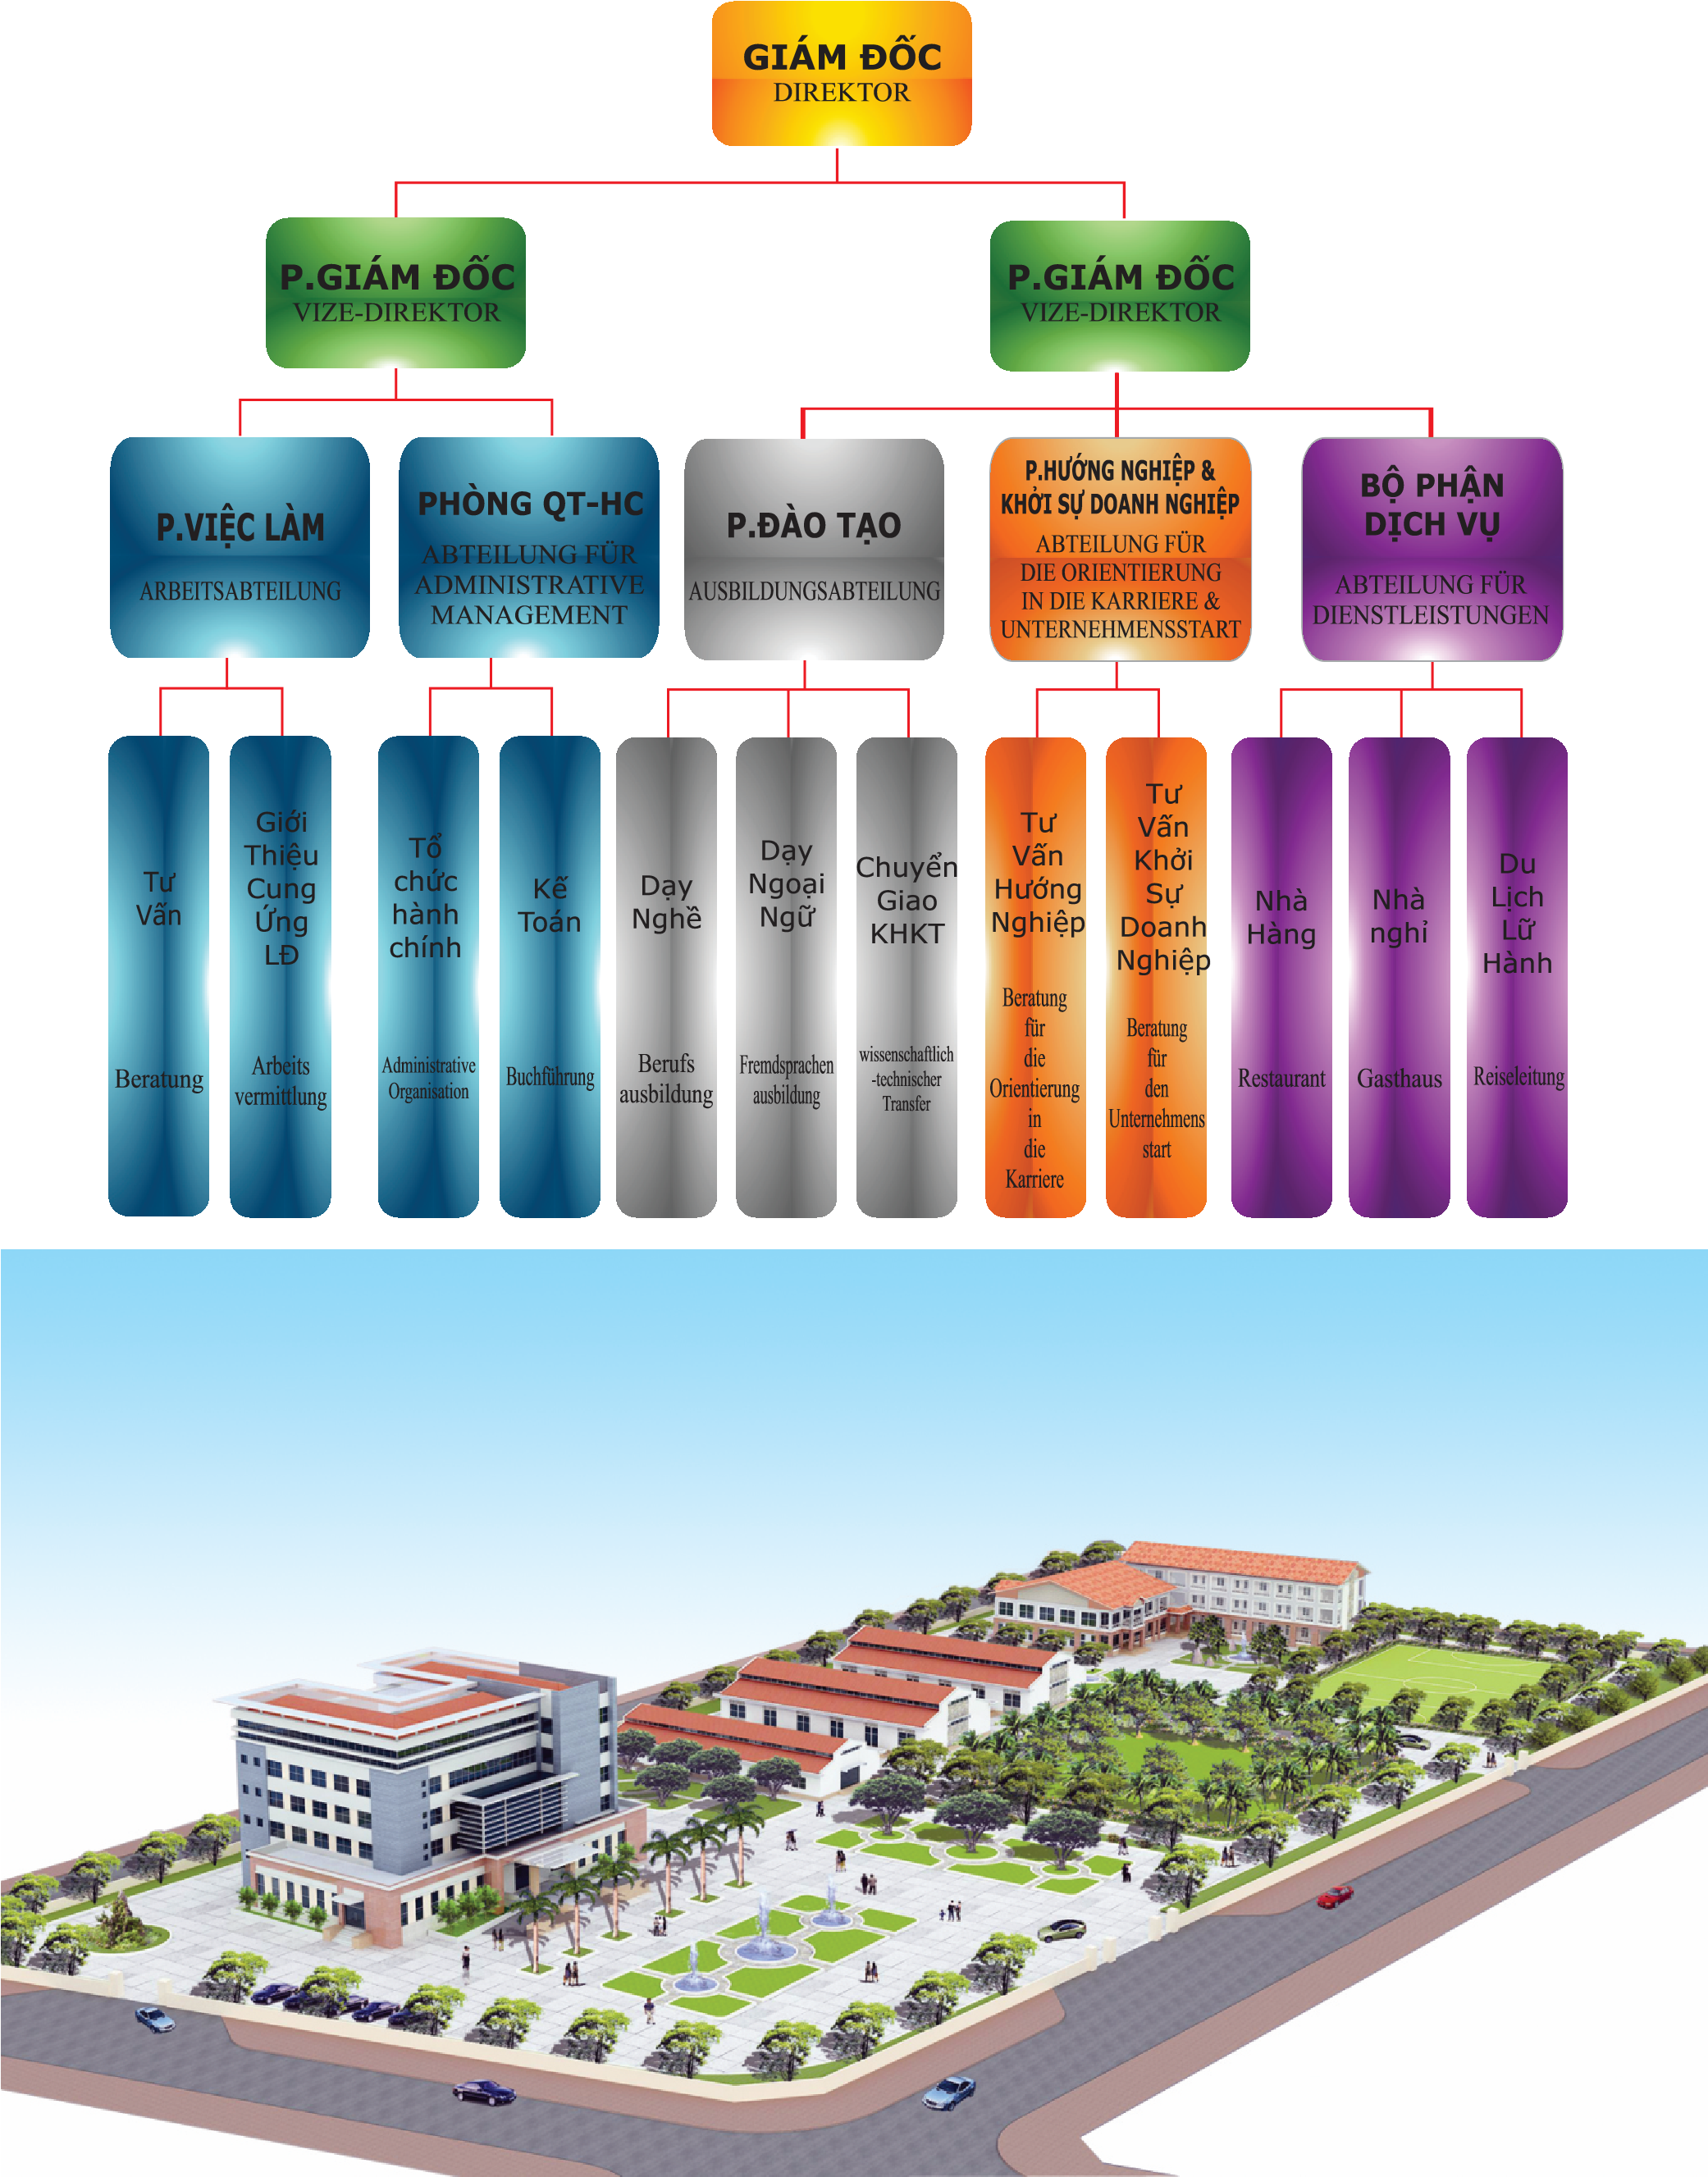 GIÁM ĐỐC
DIREKTOR
P.GIÁM ĐỐC
VIZE-DIREKTOR
P.GIÁM ĐỐC
VIZE-DIREKTOR
P.VIỆC LÀM
ARBEITSABTEILUNG
PHÒNG QT-HC
ABTEILUNG FÜR
ADMINISTRATIVE
MANAGEMENT
P.ĐÀO TẠO
AUSBILDUNGSABTEILUNG
P.HƯỚNG NGHIỆP &
KHỞI SỰ DOANH NGHIỆP
ABTEILUNG FÜR
DIE ORIENTIERUNG
IN DIE KARRIERE &
UNTERNEHMENSSTART
BỘ PHẬN
DỊCH VỤ
ABTEILUNG FÜR
DIENSTLEISTUNGEN
Tư
Vấn
Beratung
Giới
Thiệu
Cung
Ứng
LĐ
Arbeits
vermittlung
Tổ
chức
hành
chính
Administrative
Organisation
Kế
Toán
Buchführung
Dạy
Nghề
Berufs
ausbildung
Dạy
Ngoại
Ngữ
Fremdsprachen
ausbildung
Chuyển
Giao
KHKT
wissenschaftlich
-technischer
Transfer
Tư
Vấn
Hướng
Nghiệp
Beratung
für
die
Orientierung
in
die
Karriere
Tư
Vấn
Khởi
Sự
Doanh
Nghiệp
Beratung
für
den
Unternehmens
start
Nhà
Hàng
Restaurant
Nhà
nghỉ
Gasthaus
Du
Lịch
Lữ
Hành
Reiseleitung